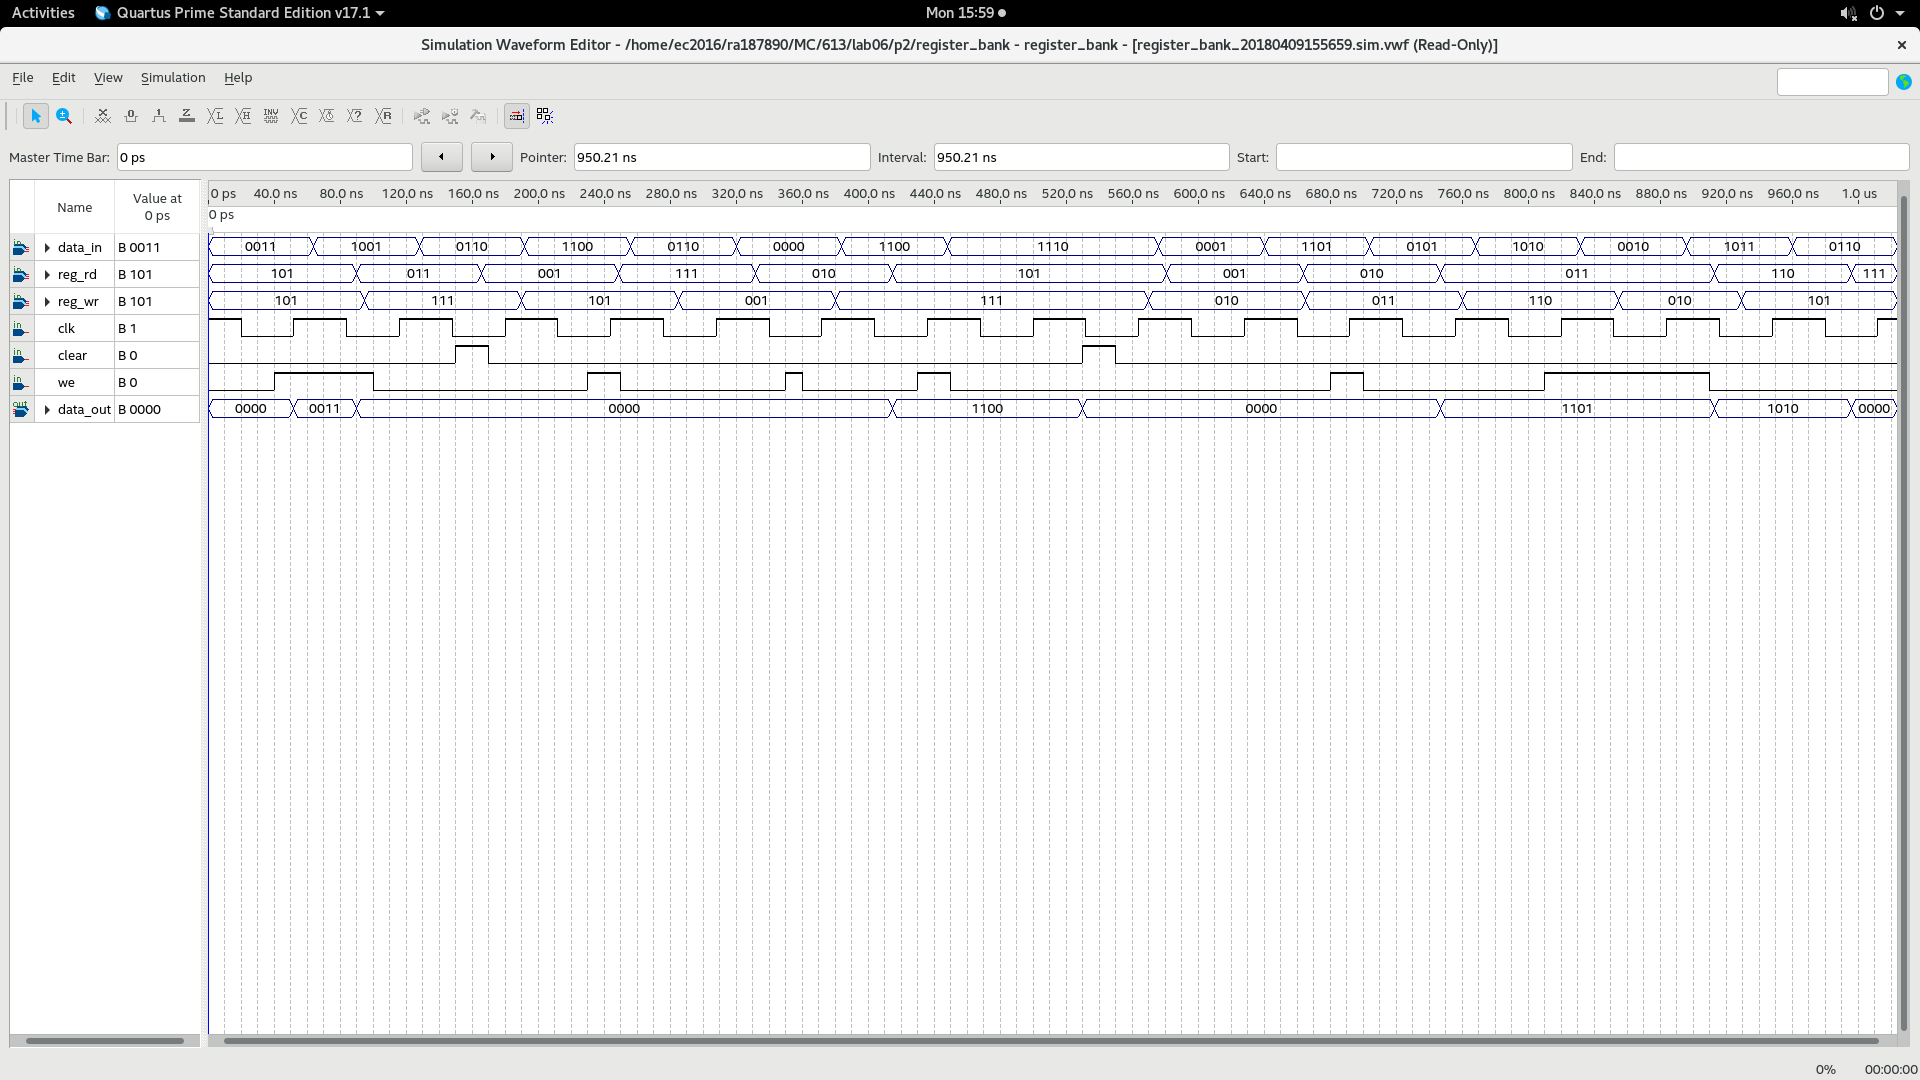 Activities Quartus Prime Standard Edition v17.1 Mon 15:59
Simulation Waveform Editor - /home/ec2016/ra187890/MC/613/lab06/p2/register_bank - register_bank - [register_bank_20180409155659.sim.vwf (Read-Only)]
File Edit View Simulation Help
Master Time Bar: 0 ps Pointer: 950.21 ns Interval: 950.21 ns Start: End:
Name Value at 0 ps
0 ps 40.0 ns 80.0 ns 120.0 ns 160.0 ns 200.0 ns 240.0 ns 280.0 ns 320.0 ns 360.0 ns 400.0 ns 440.0 ns 480.0 ns 520.0 ns 560.0 ns 600.0 ns 640.0 ns 680.0 ns 720.0 ns 760.0 ns 800.0 ns 840.0 ns 880.0 ns 920.0 ns 960.0 ns 1.0 us
0 ps
data_in B 0011 0011 1001 0110 1100 0110 0000 1100 1110 0001 1101 0101 1010 0010 1011 0110
reg_rd B 101 101 011 001 111 010 101 001 010 011 110 111
reg_wr B 101 101 111 101 001 111 010 011 110 010 101
clk B 1
clear B 0
we B 0
data_out B 0000 0000 0011 0000 1100 0000 1101 1010 0000
0% 00:00:00